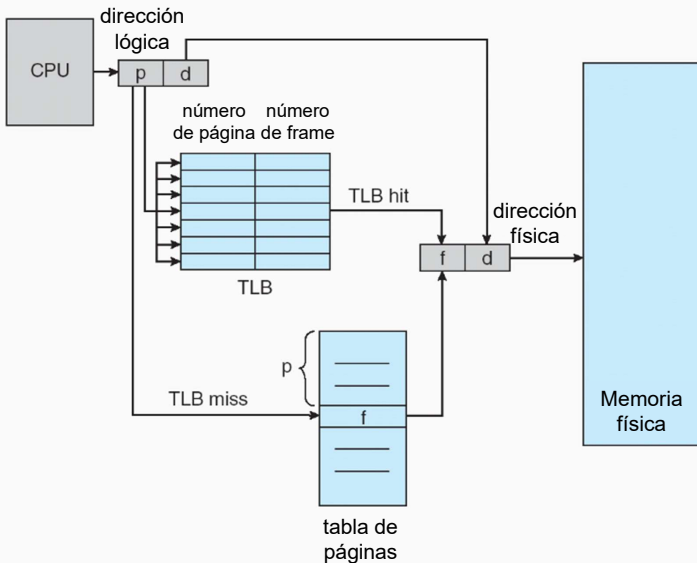 dirección
lógica
CPU
p d
número número
de página de frame
TLB hit
dirección
física
f d
TLB
p
TLB miss
f
Memoria
física
tabla de
páginas